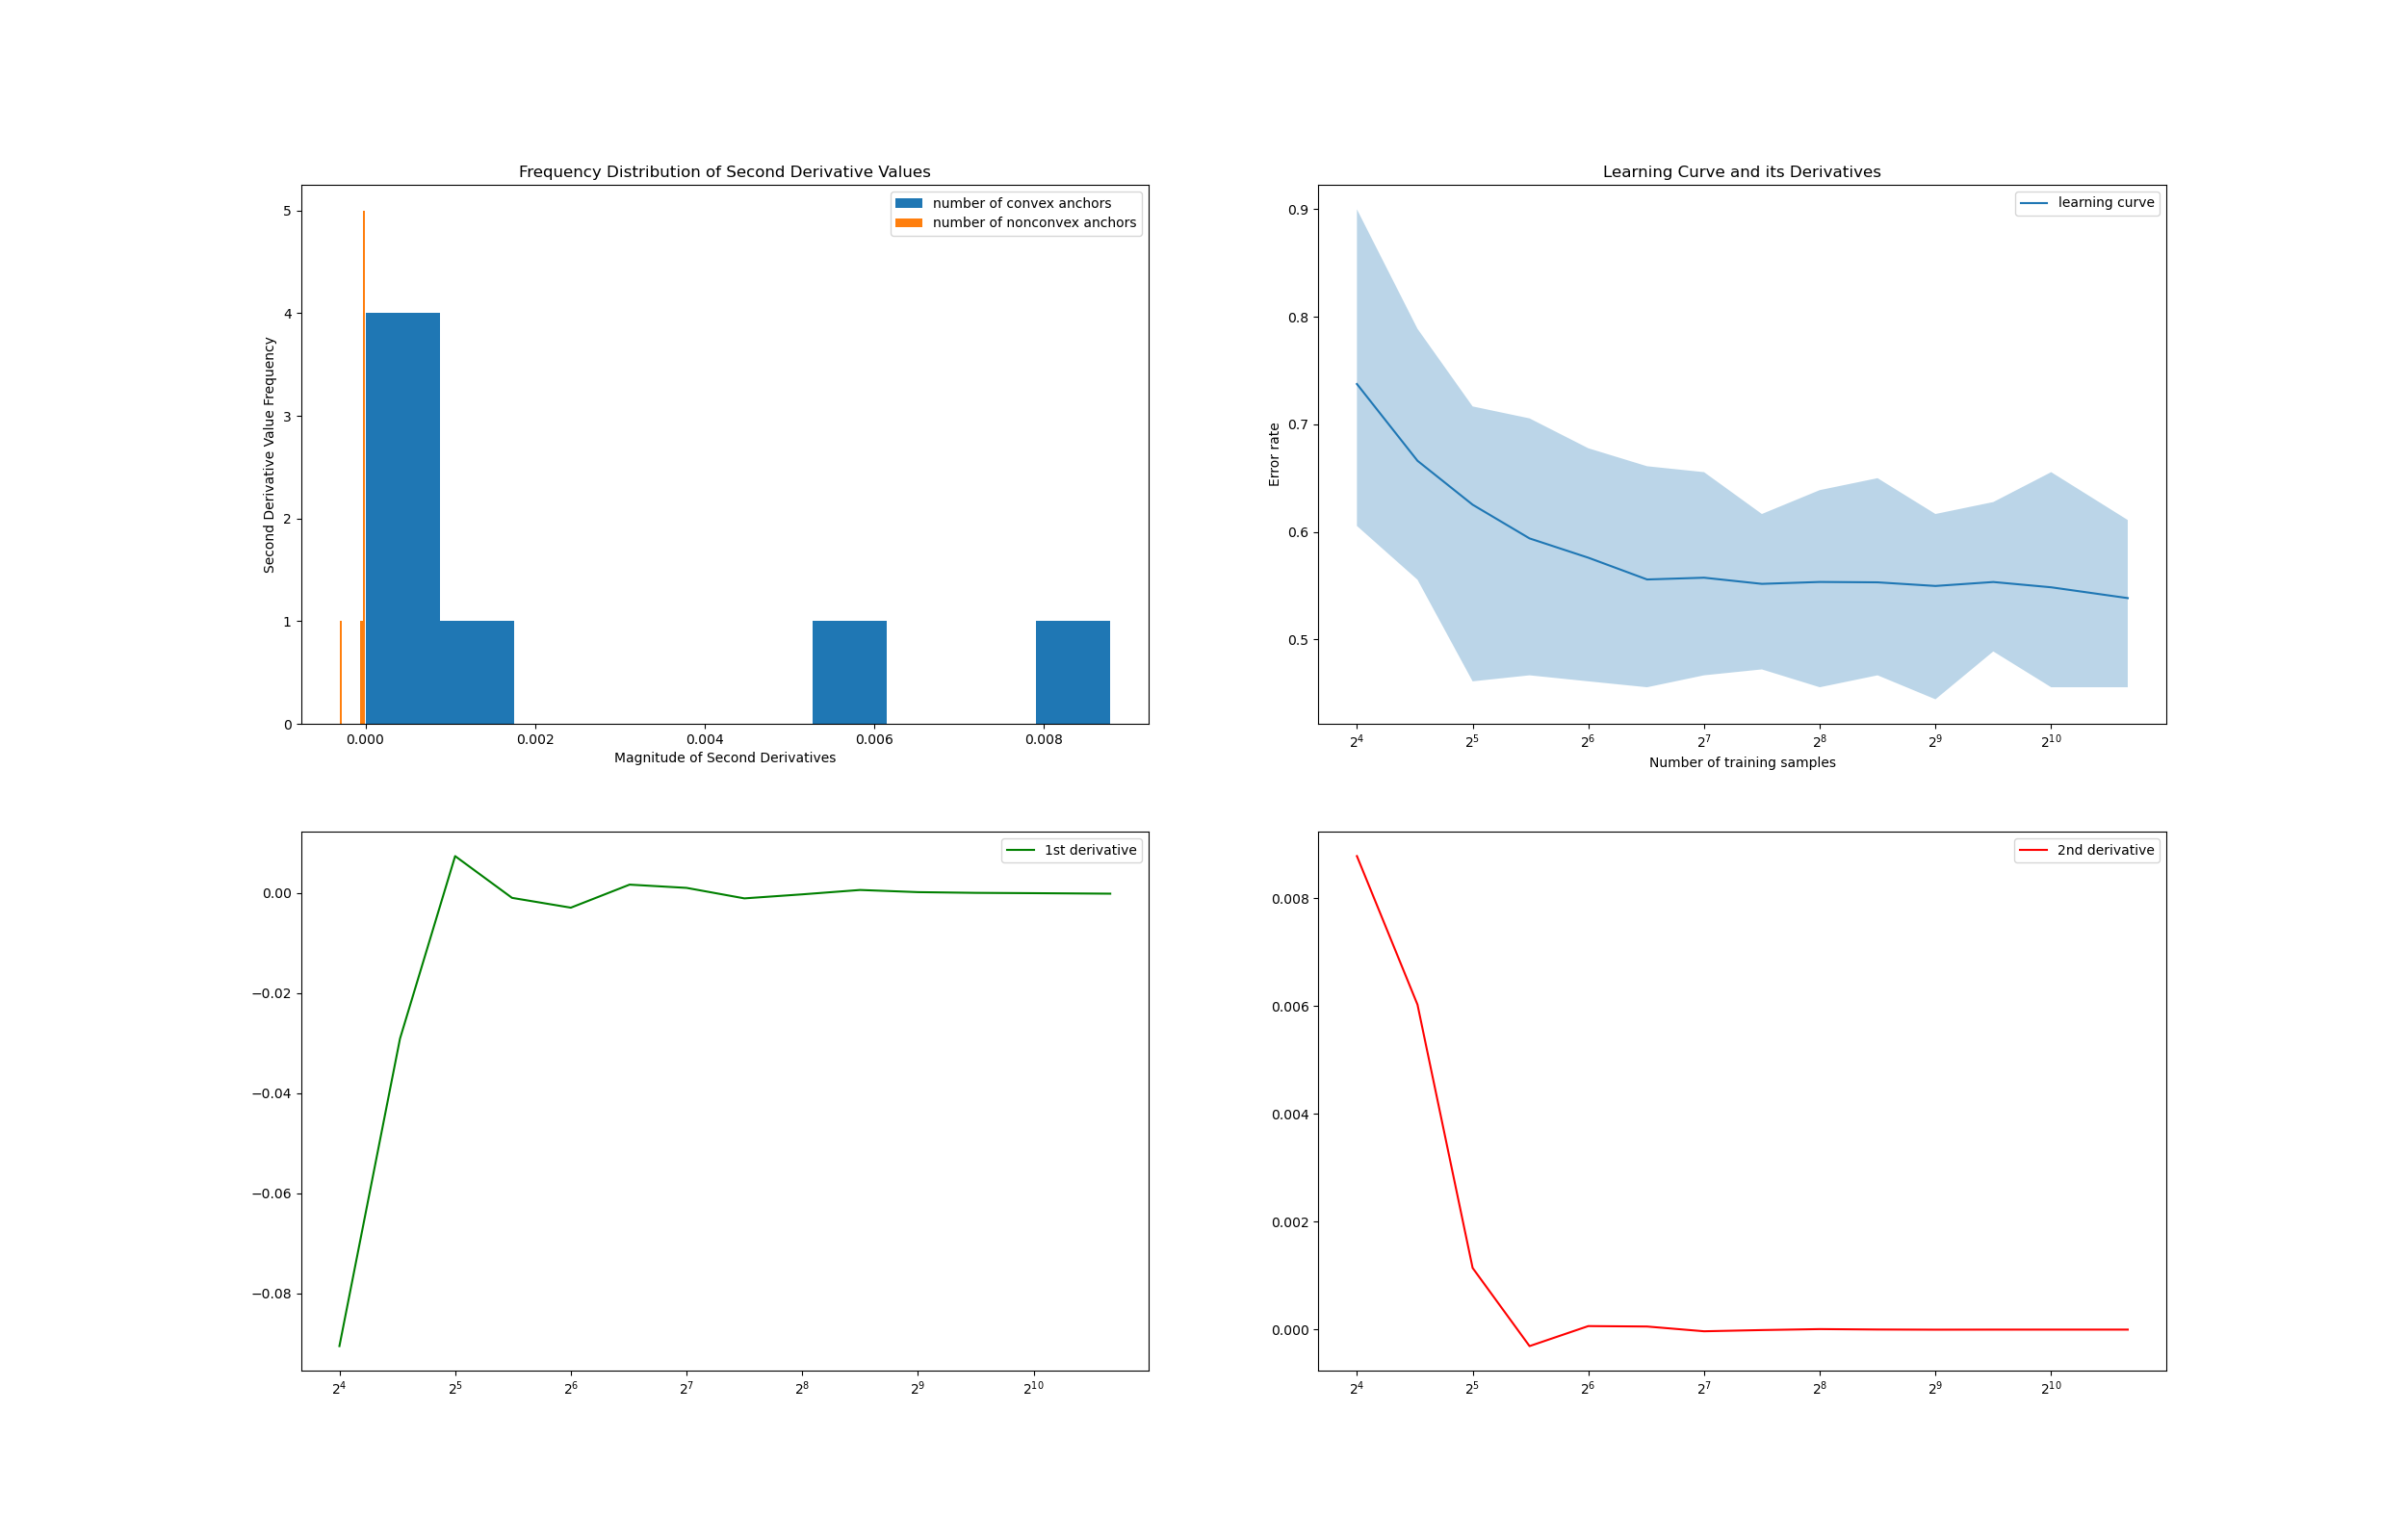 Frequency Distribution of Second Derivative Values
number of convex anchors
number of nonconvex anchors
Second Derivative Value Frequency
5
4
3
2
1
0
0.000 0.002 0.004 0.006 0.008
Magnitude of Second Derivatives
Learning Curve and its Derivatives
learning curve
Error rate
0.9
0.8
0.7
0.6
0.5
2⁴ 2⁵ 2⁶ 2⁷ 2⁸ 2⁹ 2¹⁰
Number of training samples
1st derivative
0.00
−0.02
−0.04
−0.06
−0.08
2⁴ 2⁵ 2⁶ 2⁷ 2⁸ 2⁹ 2¹⁰
2nd derivative
0.008
0.006
0.004
0.002
0.000
2⁴ 2⁵ 2⁶ 2⁷ 2⁸ 2⁹ 2¹⁰